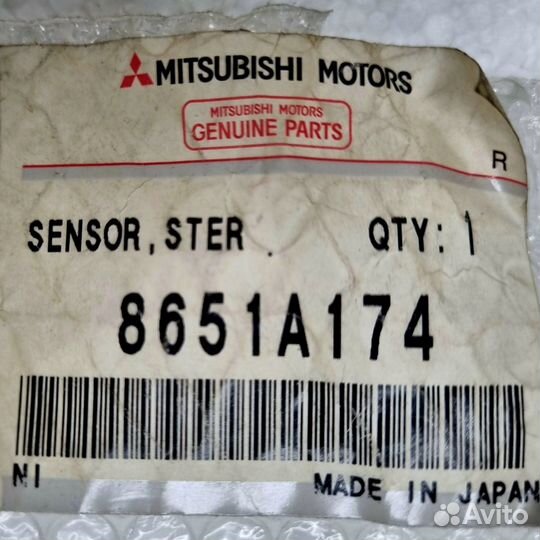 MITSUBISHI MOTORS
MITSUBISHI MOTORS
GENUINE PARTS
R
SENSOR, STER . QTY: 1
8651A174
NI MADE IN JAPAN
Avito